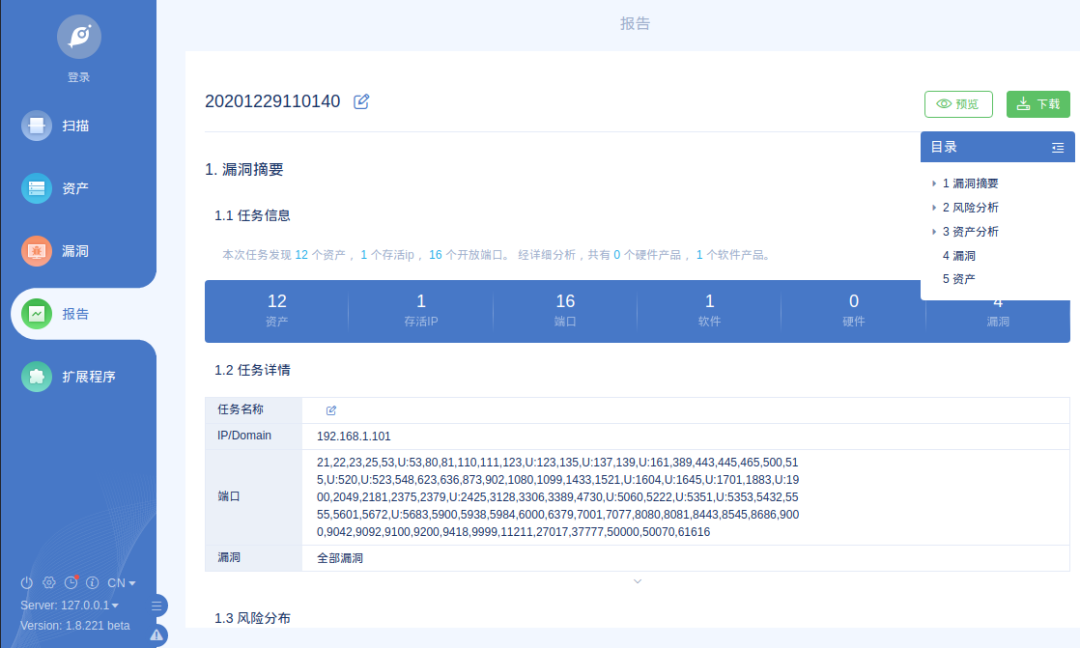 报告
登录
扫描
资产
漏洞
报告
扩展程序
CN
Server: 127.0.0.1
Version: 1.8.221 beta
20201229110140
预览
下载
目录
1 漏洞摘要
2 风险分析
3 资产分析
4 漏洞
5 资产
1. 漏洞摘要
1.1 任务信息
本次任务发现 12 个资产， 1 个存活ip， 16 个开放端口。 经详细分析，共有 0 个硬件产品， 1 个软件产品。
12 1 16 1 0 4
资产 存活IP 端口 软件 硬件 漏洞
1.2 任务详情
任务名称
IP/Domain 192.168.1.101
端口
21,22,23,25,53,U:53,80,81,110,111,123,U:123,135,U:137,139,U:161,389,443,445,465,500,51
5,U:520,U:523,548,623,636,873,902,1080,1099,1433,1521,U:1604,U:1645,U:1701,1883,U:19
00,2049,2181,2375,2379,U:2425,3128,3306,3389,4730,U:5060,5222,U:5351,U:5353,5432,55
55,5601,5672,U:5683,5900,5938,5984,6000,6379,7001,7077,8080,8081,8443,8545,8686,900
0,9042,9092,9100,9200,9418,9999,11211,27017,37777,50000,50070,61616
漏洞 全部漏洞
1.3 风险分布